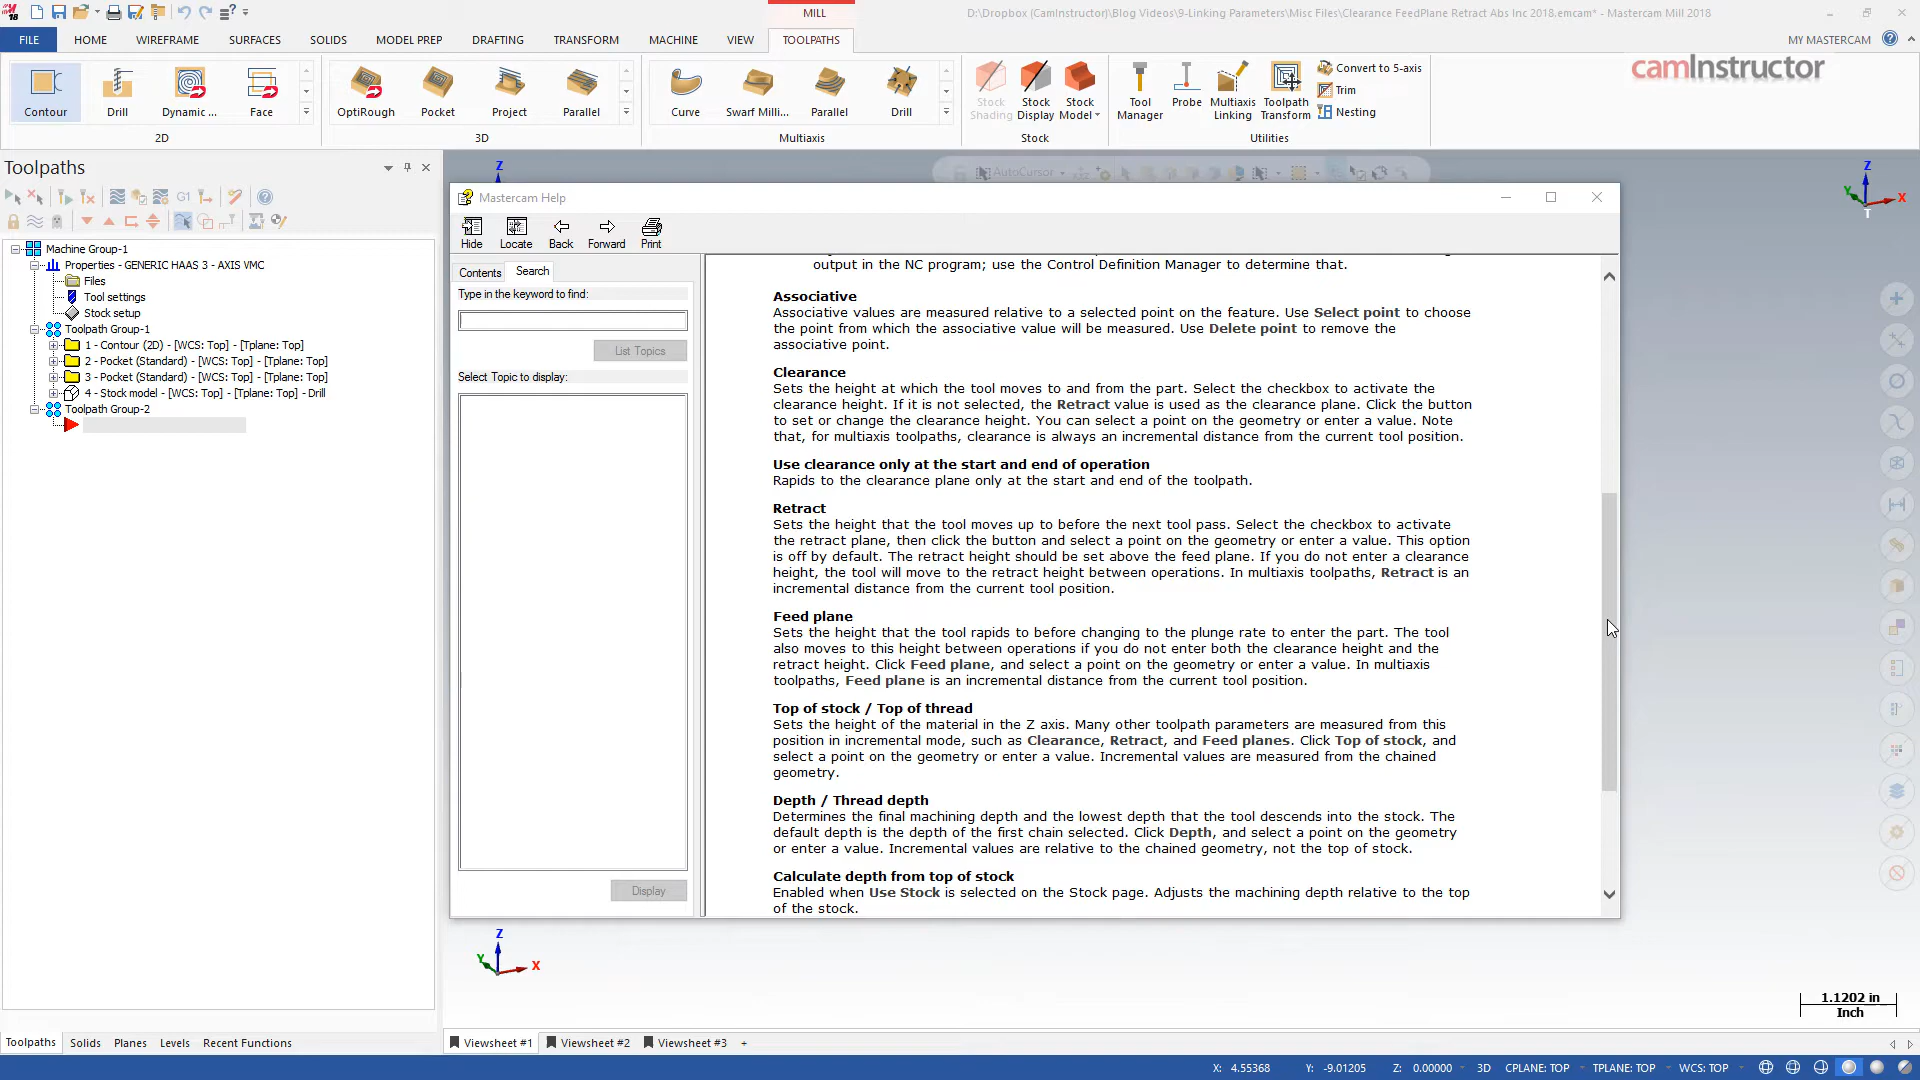 18
MILL
D:\Dropbox (CamInstructor)\Blog Videos\9-Linking Parameters\Misc Files\Clearance FeedPlane Retract Abs Inc 2018.emcam* - Mastercam Mill 2018
FILE HOME WIREFRAME SURFACES SOLIDS MODEL PREP DRAFTING TRANSFORM MACHINE VIEW TOOLPATHS MY MASTERCAM
Contour Drill Dynamic ... Face
2D
OptiRough Pocket Project Parallel
3D
Curve Swarf Milli... Parallel Drill
Multiaxis
Stock Shading Stock Display Stock Model
Stock
Tool Manager Probe Multiaxis Linking Toolpath Transform
Convert to 5-axis
Trim
Nesting
Utilities
camInstructor
Toolpaths
G1
Machine Group-1
Properties - GENERIC HAAS 3 - AXIS VMC
Files
Tool settings
Stock setup
Toolpath Group-1
1 - Contour (2D) - [WCS: Top] - [Tplane: Top]
2 - Pocket (Standard) - [WCS: Top] - [Tplane: Top]
3 - Pocket (Standard) - [WCS: Top] - [Tplane: Top]
4 - Stock model - [WCS: Top] - [Tplane: Top] - Drill
Toolpath Group-2
Z
AutoCursor
Z
Y
X
T
Mastercam Help
Hide Locate Back Forward Print
Contents Search
Type in the keyword to find:
List Topics
Select Topic to display:
Display
output in the NC program; use the Control Definition Manager to determine that.
Associative
Associative values are measured relative to a selected point on the feature. Use Select point to choose
the point from which the associative value will be measured. Use Delete point to remove the
associative point.
Clearance
Sets the height at which the tool moves to and from the part. Select the checkbox to activate the
clearance height. If it is not selected, the Retract value is used as the clearance plane. Click the button
to set or change the clearance height. You can select a point on the geometry or enter a value. Note
that, for multiaxis toolpaths, clearance is always an incremental distance from the current tool position.
Use clearance only at the start and end of operation
Rapids to the clearance plane only at the start and end of the toolpath.
Retract
Sets the height that the tool moves up to before the next tool pass. Select the checkbox to activate
the retract plane, then click the button and select a point on the geometry or enter a value. This option
is off by default. The retract height should be set above the feed plane. If you do not enter a clearance
height, the tool will move to the retract height between operations. In multiaxis toolpaths, Retract is an
incremental distance from the current tool position.
Feed plane
Sets the height that the tool rapids to before changing to the plunge rate to enter the part. The tool
also moves to this height between operations if you do not enter both the clearance height and the
retract height. Click Feed plane, and select a point on the geometry or enter a value. In multiaxis
toolpaths, Feed plane is an incremental distance from the current tool position.
Top of stock / Top of thread
Sets the height of the material in the Z axis. Many other toolpath parameters are measured from this
position in incremental mode, such as Clearance, Retract, and Feed planes. Click Top of stock, and
select a point on the geometry or enter a value. Incremental values are measured from the chained
geometry.
Depth / Thread depth
Determines the final machining depth and the lowest depth that the tool descends into the stock. The
default depth is the depth of the first chain selected. Click Depth, and select a point on the geometry
or enter a value. Incremental values are relative to the chained geometry, not the top of stock.
Calculate depth from top of stock
Enabled when Use Stock is selected on the Stock page. Adjusts the machining depth relative to the top
of the stock.
Z
Y
X
1.1202 in
Inch
Toolpaths Solids Planes Levels Recent Functions
Viewsheet #1 Viewsheet #2 Viewsheet #3 +
X: 4.55368 Y: -9.01205 Z: 0.00000 3D CPLANE: TOP TPLANE: TOP WCS: TOP